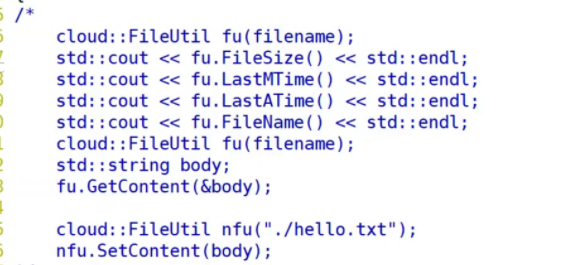 /*
cloud::FileUtil fu(filename);
std::cout << fu.FileSize() << std::endl;
std::cout << fu.LastMTime() << std::endl;
std::cout << fu.LastATime() << std::endl;
std::cout << fu.FileName() << std::endl;
cloud::FileUtil fu(filename);
std::string body;
fu.GetContent(&body);

cloud::FileUtil nfu("./hello.txt");
nfu.SetContent(body);